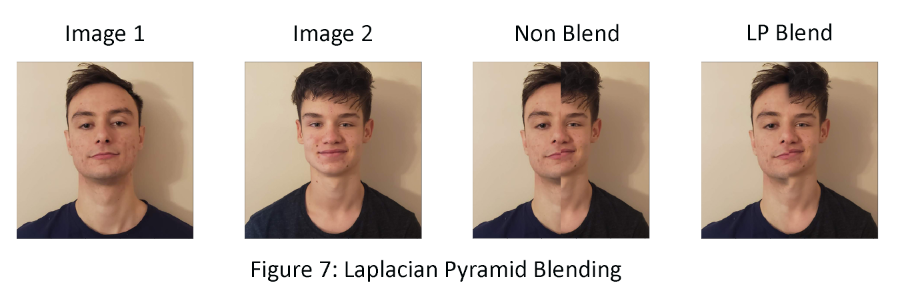 Image 1 Image 2 Non Blend LP Blend
Figure 7: Laplacian Pyramid Blending